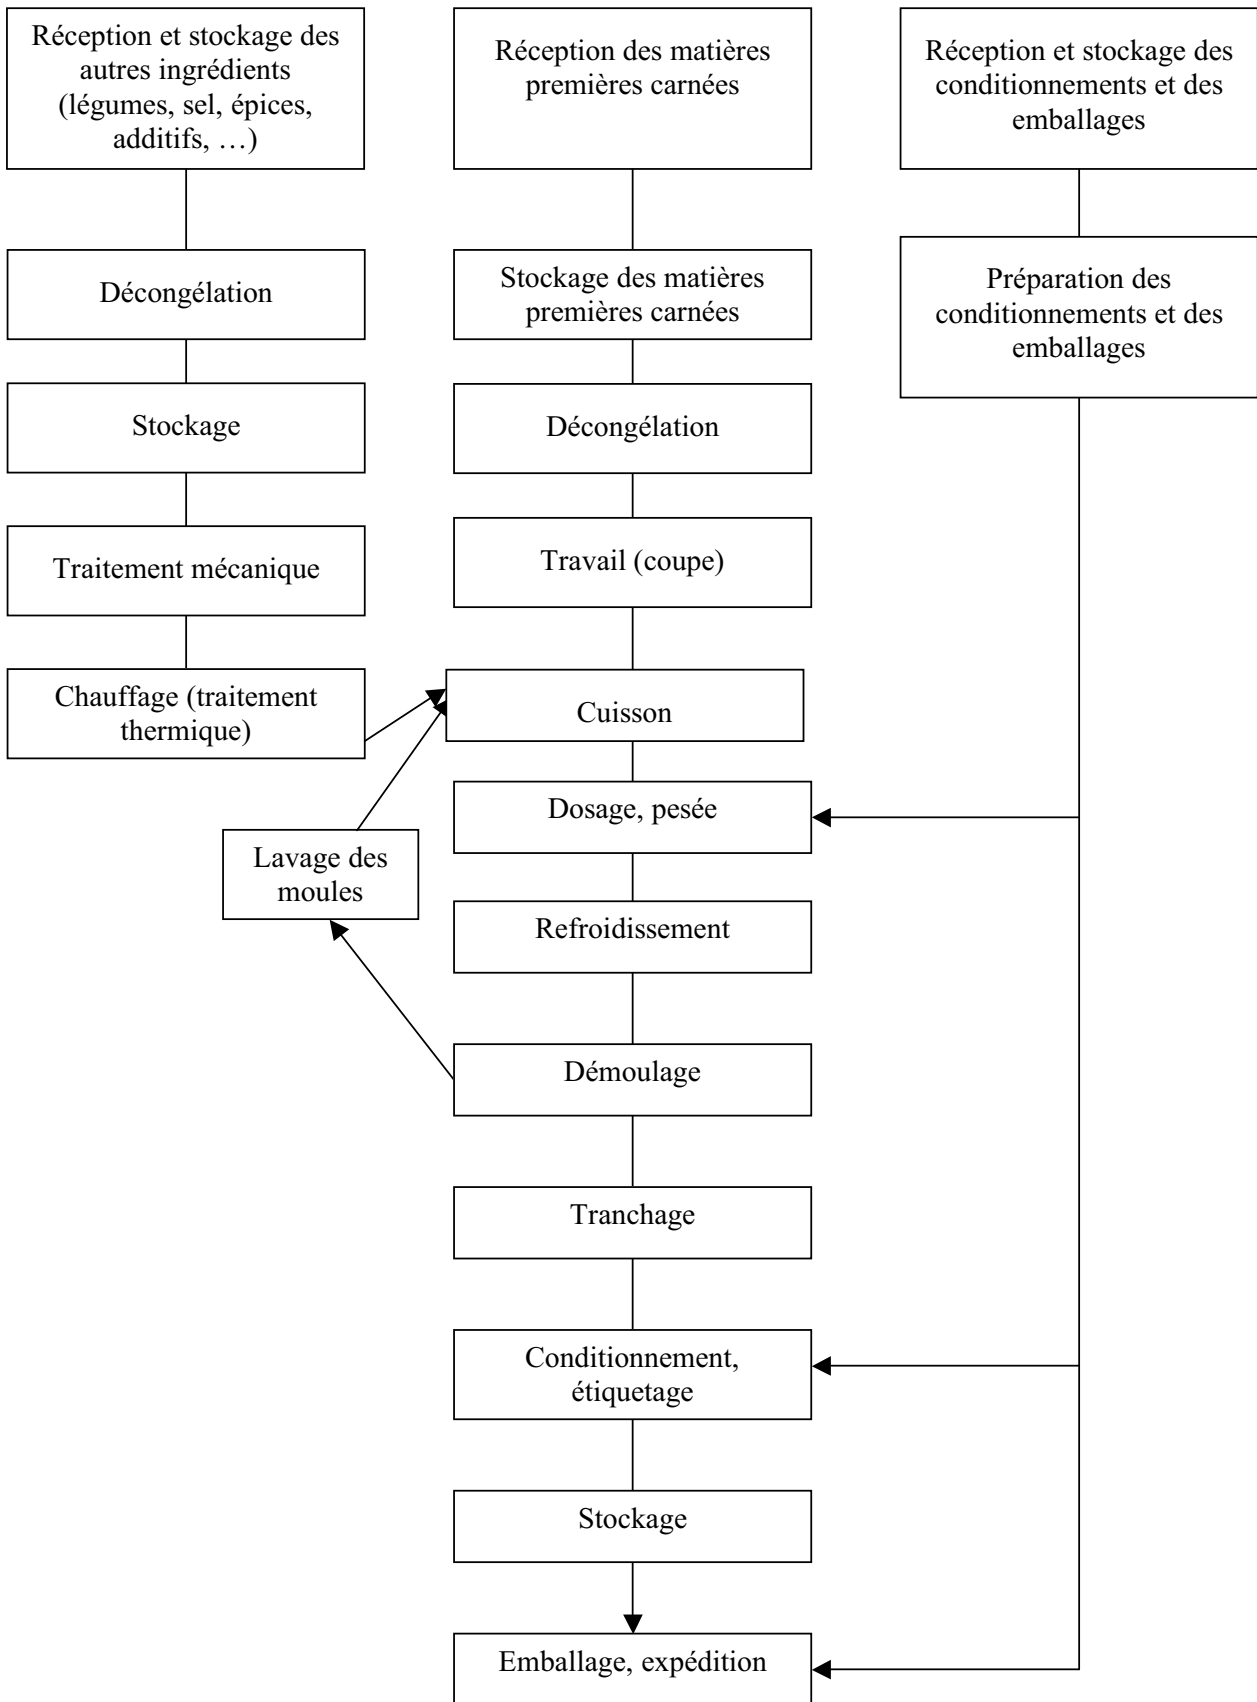 Réception et stockage des
autres ingrédients
(légumes, sel, épices,
additifs, …)
Réception des matières
premières carnées
Réception et stockage des
conditionnements et des
emballages
Décongélation
Stockage des matières
premières carnées
Préparation des
conditionnements et des
emballages
Stockage
Décongélation
Traitement mécanique
Travail (coupe)
Chauffage (traitement
thermique)
Cuisson
Dosage, pesée
Lavage des
moules
Refroidissement
Démoulage
Tranchage
Conditionnement,
étiquetage
Stockage
Emballage, expédition